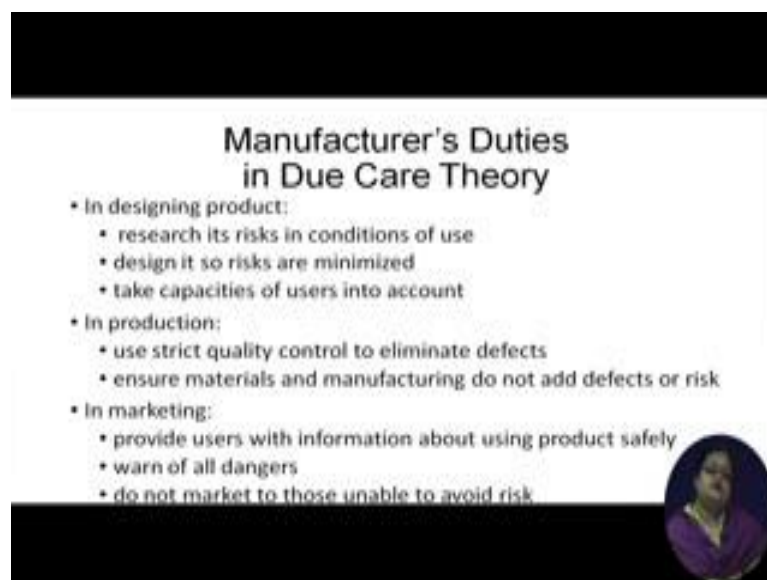 Manufacturer's Duties
in Due Care Theory
• In designing product:
• research its risks in conditions of use
• design it so risks are minimized
• take capacities of users into account
• In production:
• use strict quality control to eliminate defects
• ensure materials and manufacturing do not add defects or risk
• In marketing:
• provide users with information about using product safely
• warn of all dangers
• do not market to those unable to avoid risk